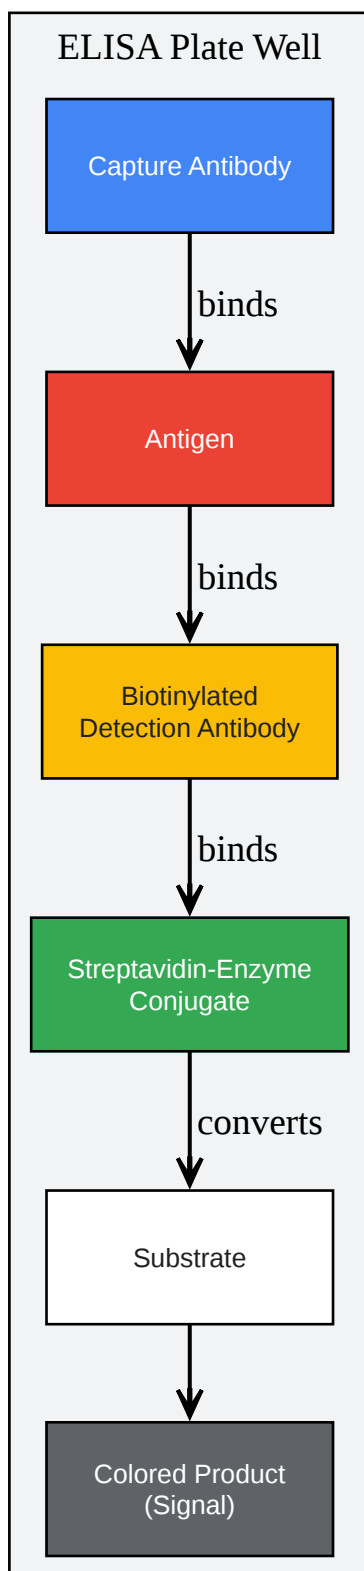 ELISA Plate Well
Capture Antibody
binds
Antigen
binds
Biotinylated
Detection Antibody
binds
Streptavidin-Enzyme
Conjugate
converts
Substrate
Colored Product
(Signal)